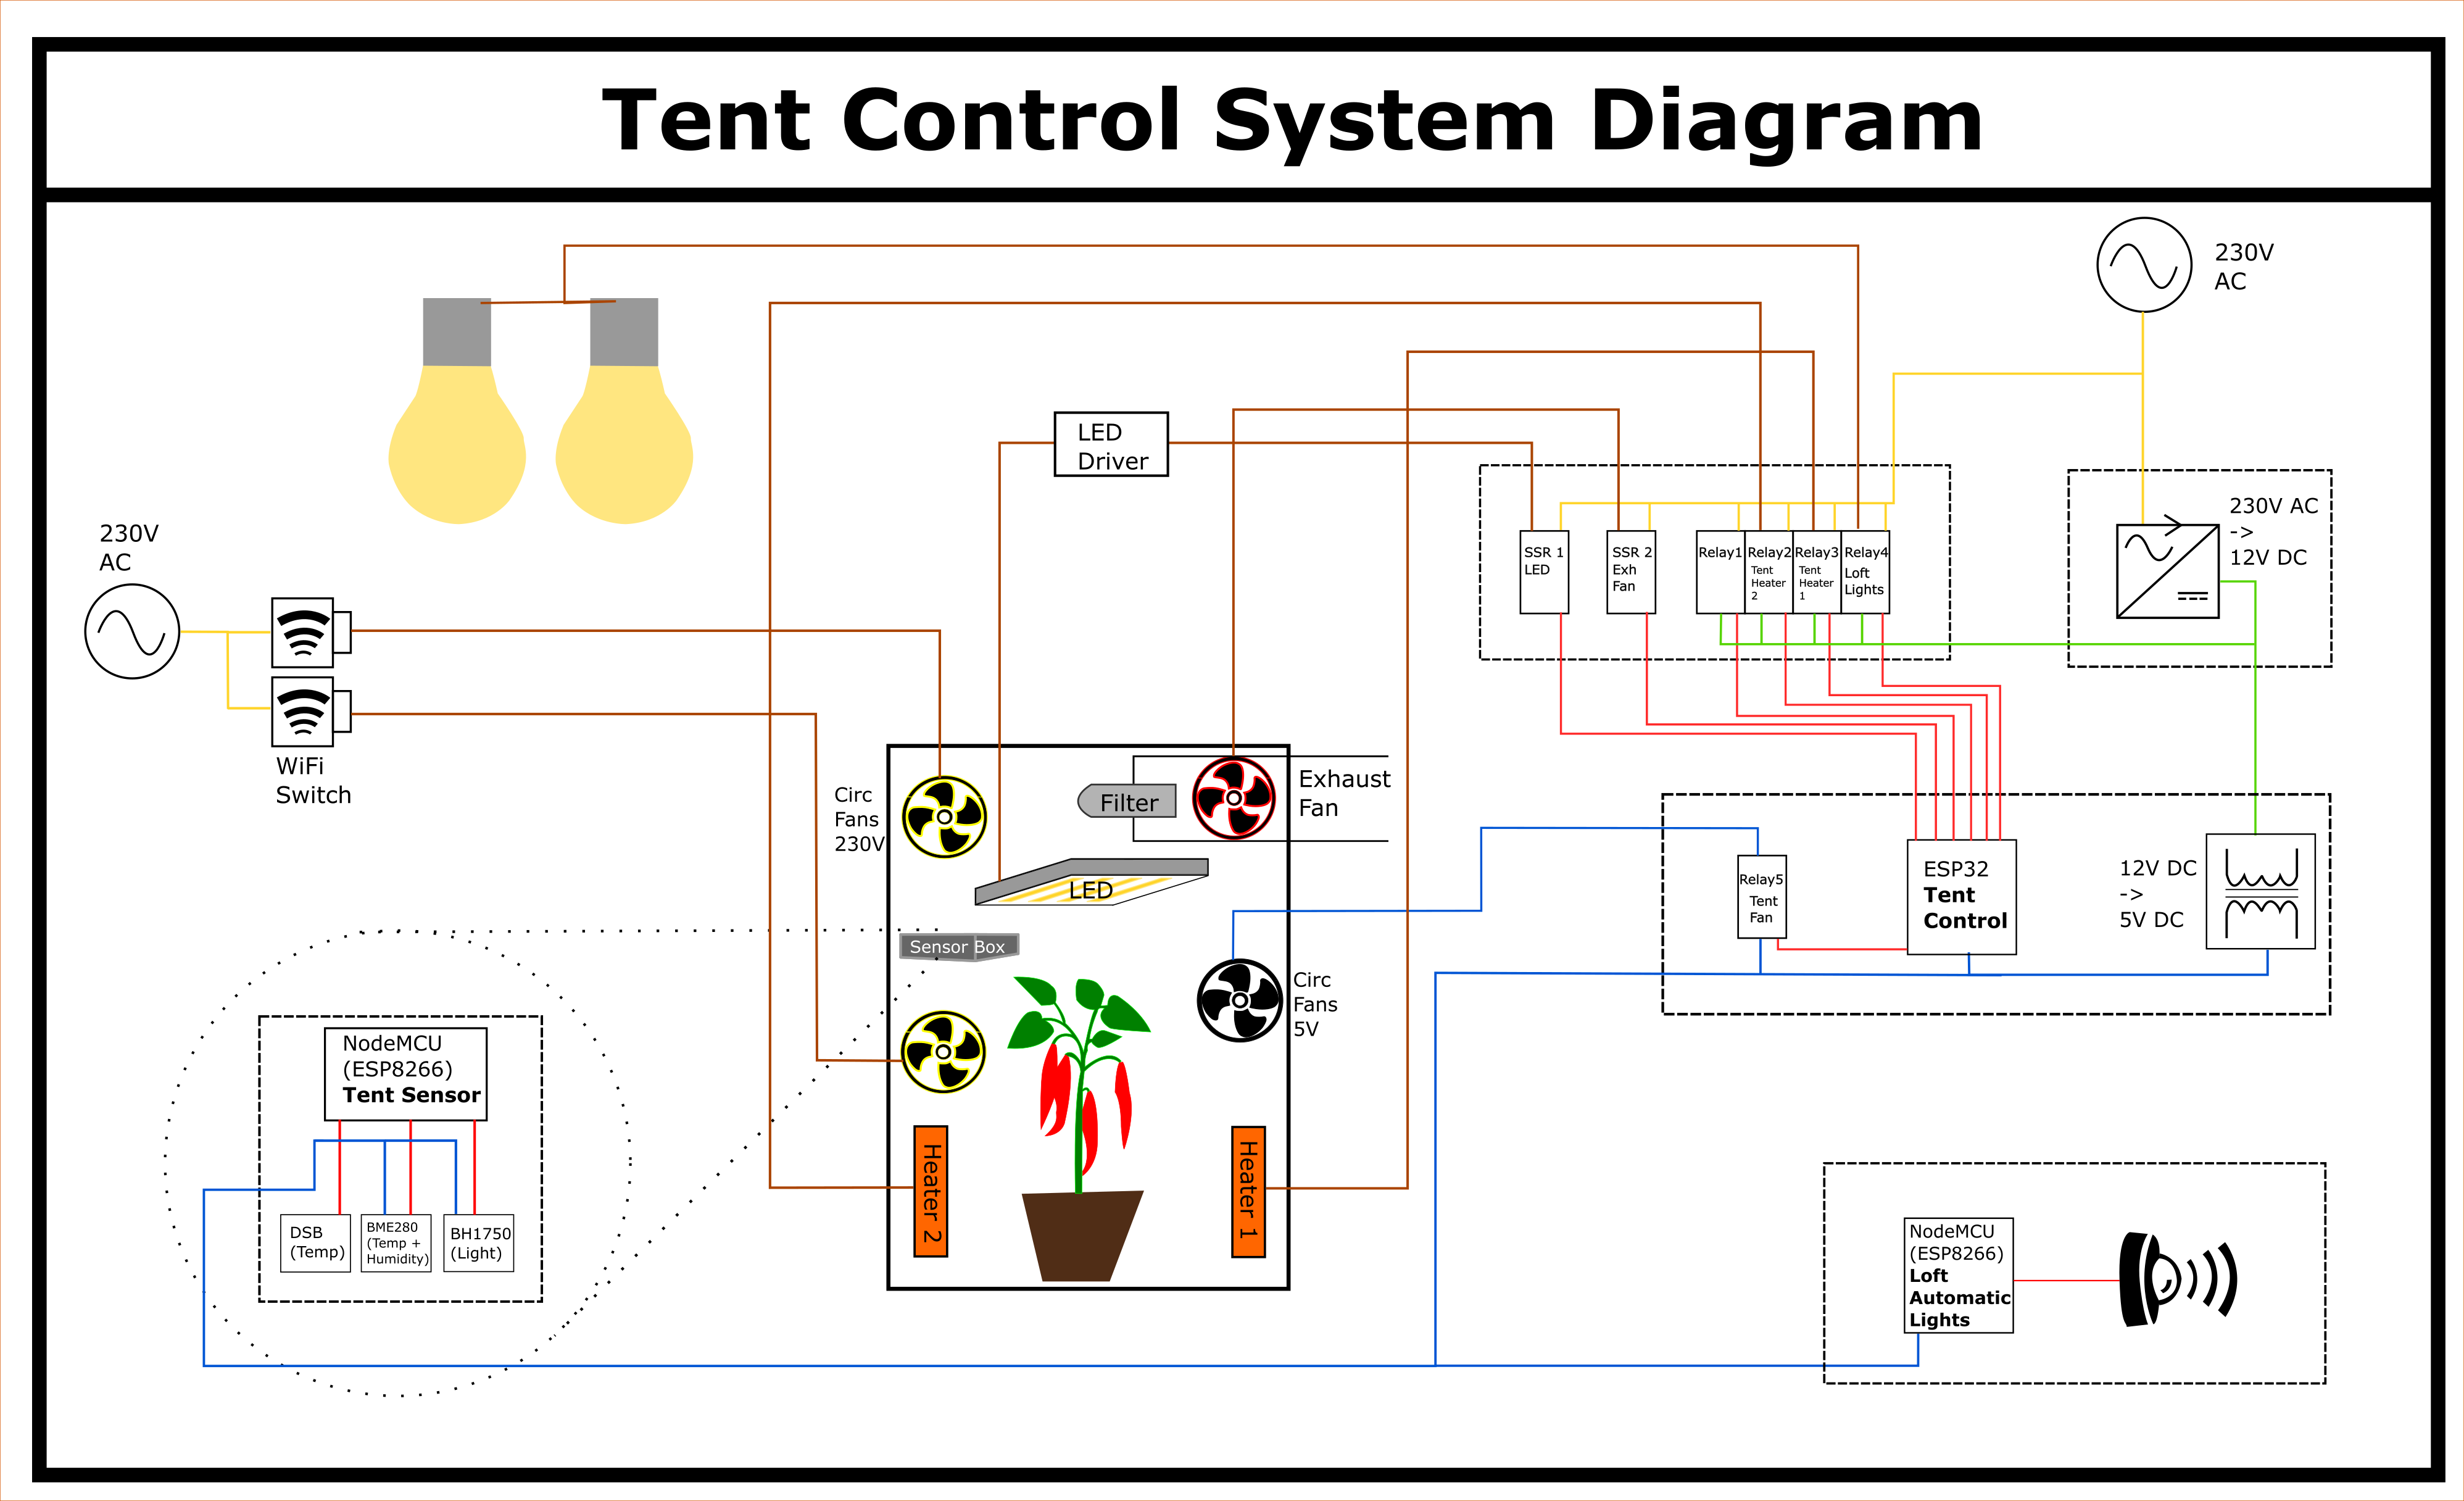 Tent Control System Diagram
230V
AC
LED
Driver
230V
AC
WiFi
Switch
SSR 1
LED
SSR 2
Exh
Fan
Relay1
Relay2
Tent
Heater
2
Relay3
Tent
Heater
1
Relay4
Loft
Lights
230V AC
->
12V DC
Circ
Fans
230V
Filter
Exhaust
Fan
LED
Sensor Box
Circ
Fans
5V
Heater 2
Heater 1
Relay5
Tent
Fan
ESP32
Tent
Control
12V DC
->
5V DC
NodeMCU
(ESP8266)
Tent Sensor
DSB
(Temp)
BME280
(Temp +
Humidity)
BH1750
(Light)
NodeMCU
(ESP8266)
Loft
Automatic
Lights